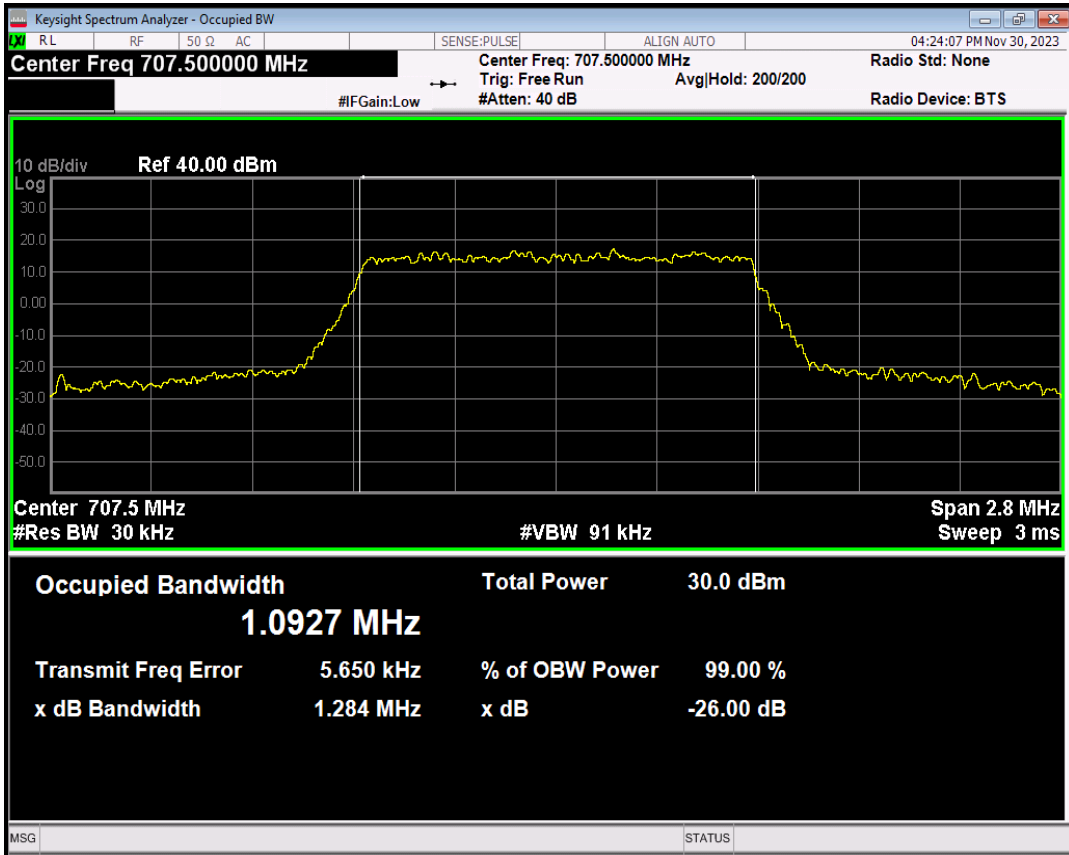 Keysight Spectrum Analyzer - Occupied BW
LXI RL RF 50 Ω AC SENSE:PULSE ALIGN AUTO 04:24:07 PM Nov 30, 2023
Center Freq 707.500000 MHz Center Freq: 707.500000 MHz Radio Std: None
Trig: Free Run Avg|Hold: 200/200
#IFGain:Low #Atten: 40 dB Radio Device: BTS
10 dB/div Ref 40.00 dBm
Log
30.0
20.0
10.0
0.00
-10.0
-20.0
-30.0
-40.0
-50.0
Center 707.5 MHz Span 2.8 MHz
#Res BW 30 kHz #VBW 91 kHz Sweep 3 ms
Occupied Bandwidth Total Power 30.0 dBm
1.0927 MHz
Transmit Freq Error 5.650 kHz % of OBW Power 99.00 %
x dB Bandwidth 1.284 MHz x dB -26.00 dB
MSG STATUS